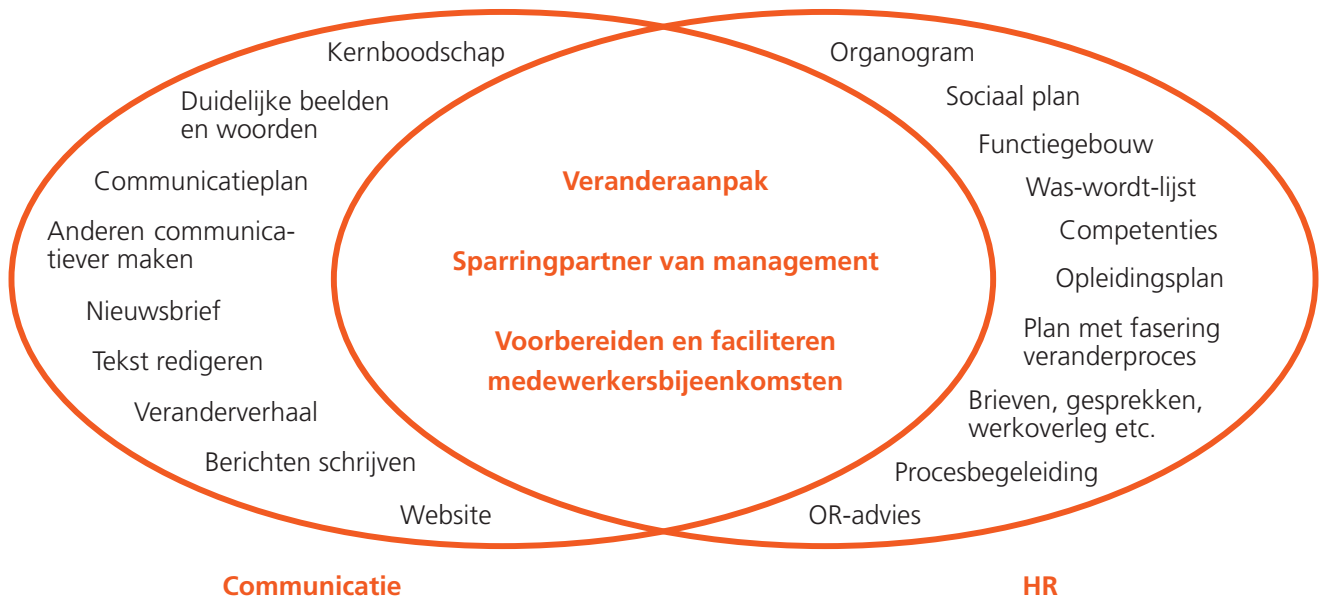 Kernboodschap
Duidelijke beelden
en woorden
Communicatieplan
Anderen communica-
tiever maken
Nieuwsbrief
Tekst redigeren
Veranderverhaal
Berichten schrijven
Website
Veranderaanpak
Sparringpartner van management
Voorbereiden en faciliteren
medewerkersbijeenkomsten
Organogram
Sociaal plan
Functiegebouw
Was-wordt-lijst
Competenties
Opleidingsplan
Plan met fasering
veranderproces
Brieven, gesprekken,
werkoverleg etc.
Procesbegeleiding
OR-advies
Communicatie
HR